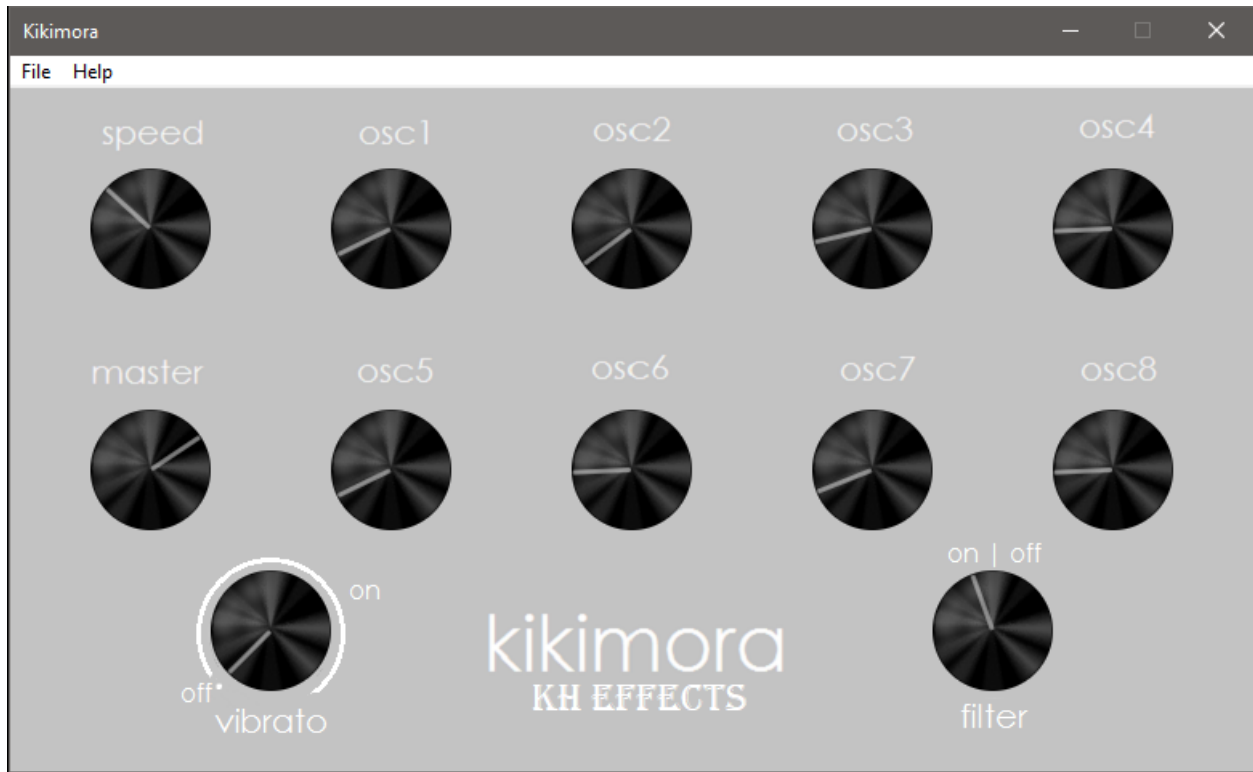 Kikimora
File Help
speed osc1 osc2 osc3 osc4
master osc5 osc6 osc7 osc8
on | off
on
kikimora
off
KH EFFECTS
vibrato filter